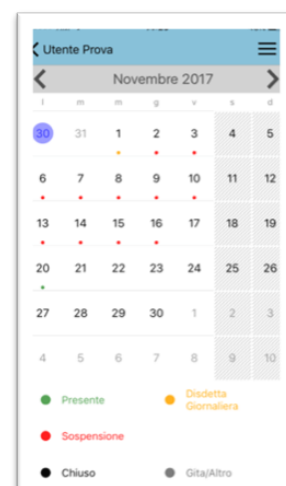 Utente Prova
Novembre 2017
l m m g v s d
30 31 1 2 3 4 5
6 7 8 9 10 11 12
13 14 15 16 17 18 19
20 21 22 23 24 25 26
27 28 29 30 1 2 3
4 5 6 7 8 9 10
Presente
Disdetta
Giornaliera
Sospensione
Chiuso
Gita/Altro